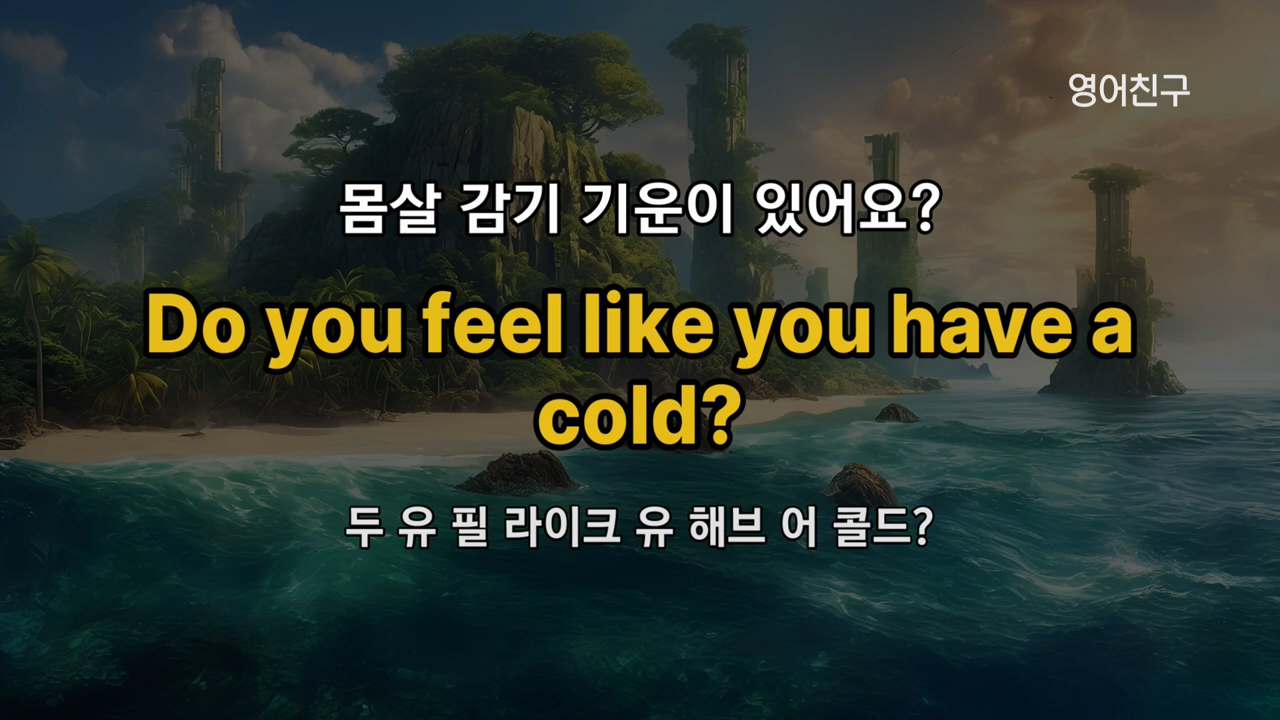 영어친구
몸살 감기 기운이 있어요?
Do you feel like you have a
cold?
두 유 필 라이크 유 해브 어 콜드?